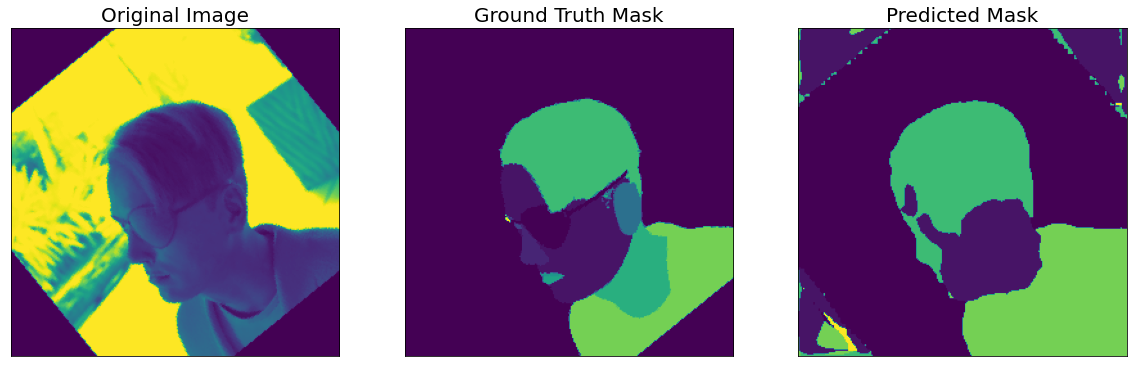 Original Image
Ground Truth Mask
Predicted Mask